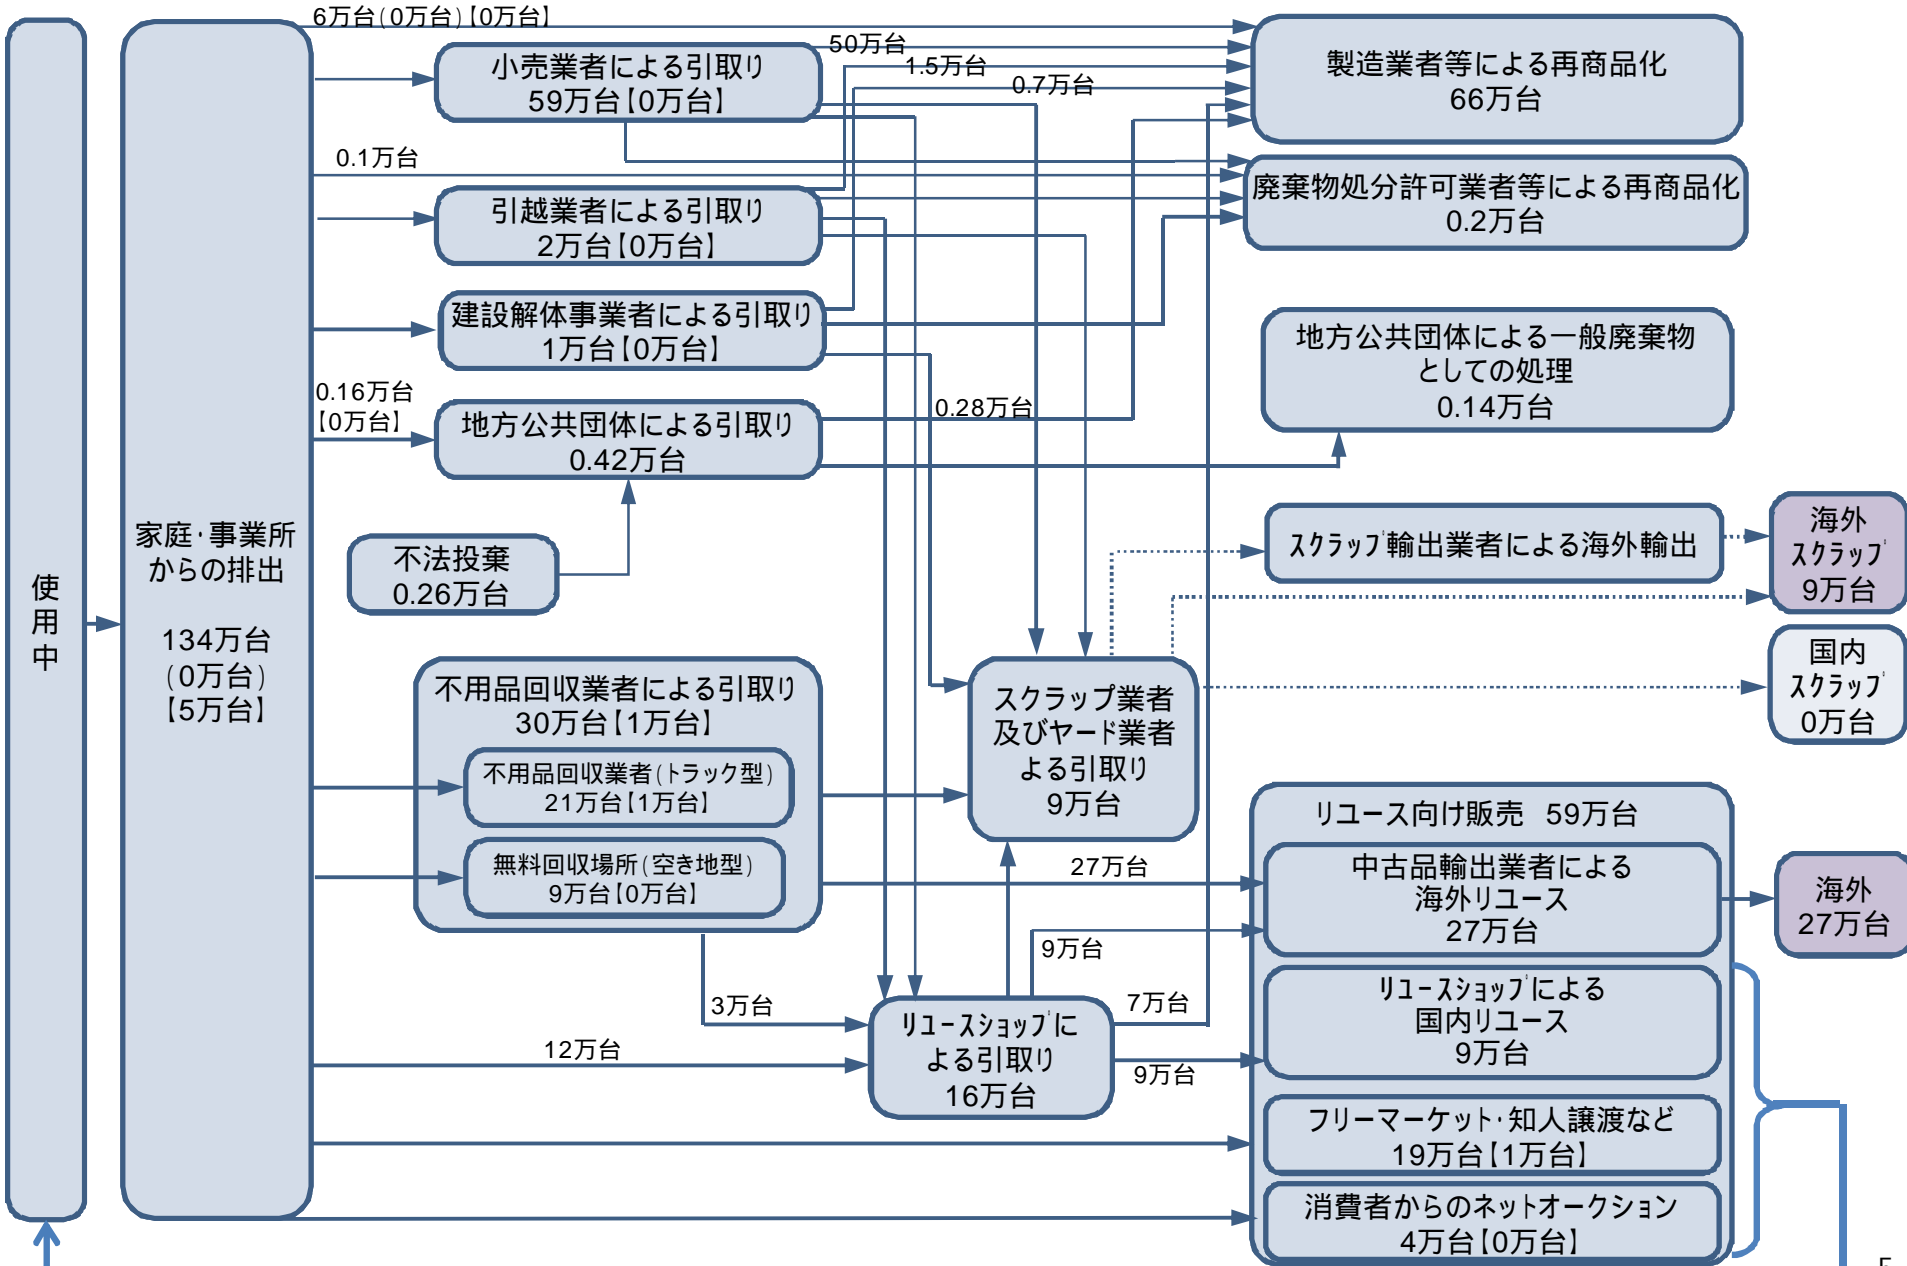 6万台(0万台)【0万台】
使用中
家庭・事業所
からの排出
134万台
(0万台)
【5万台】
小売業者による引取り
59万台【0万台】
50万台
1.5万台
0.7万台
製造業者等による再商品化
66万台
0.1万台
引越業者による引取り
2万台【0万台】
廃棄物処分許可業者等による再商品化
0.2万台
建設解体事業者による引取り
1万台【0万台】
地方公共団体による一般廃棄物
としての処理
0.14万台
0.16万台
【0万台】
地方公共団体による引取り
0.42万台
0.28万台
不法投棄
0.26万台
スクラップ輸出業者による海外輸出
海外
スクラップ
9万台
国内
スクラップ
0万台
不用品回収業者による引取り
30万台【1万台】
不用品回収業者(トラック型)
21万台【1万台】
無料回収場所(空き地型)
9万台【0万台】
スクラップ業者
及びヤード業者
よる引取り
9万台
リユース向け販売 59万台
27万台
中古品輸出業者による
海外リユース
27万台
海外
27万台
9万台
3万台
7万台
12万台
リユースショップに
よる引取り
16万台
9万台
リユースショップによる
国内リユース
9万台
フリーマーケット・知人譲渡など
19万台【1万台】
消費者からのネットオークション
4万台【0万台】